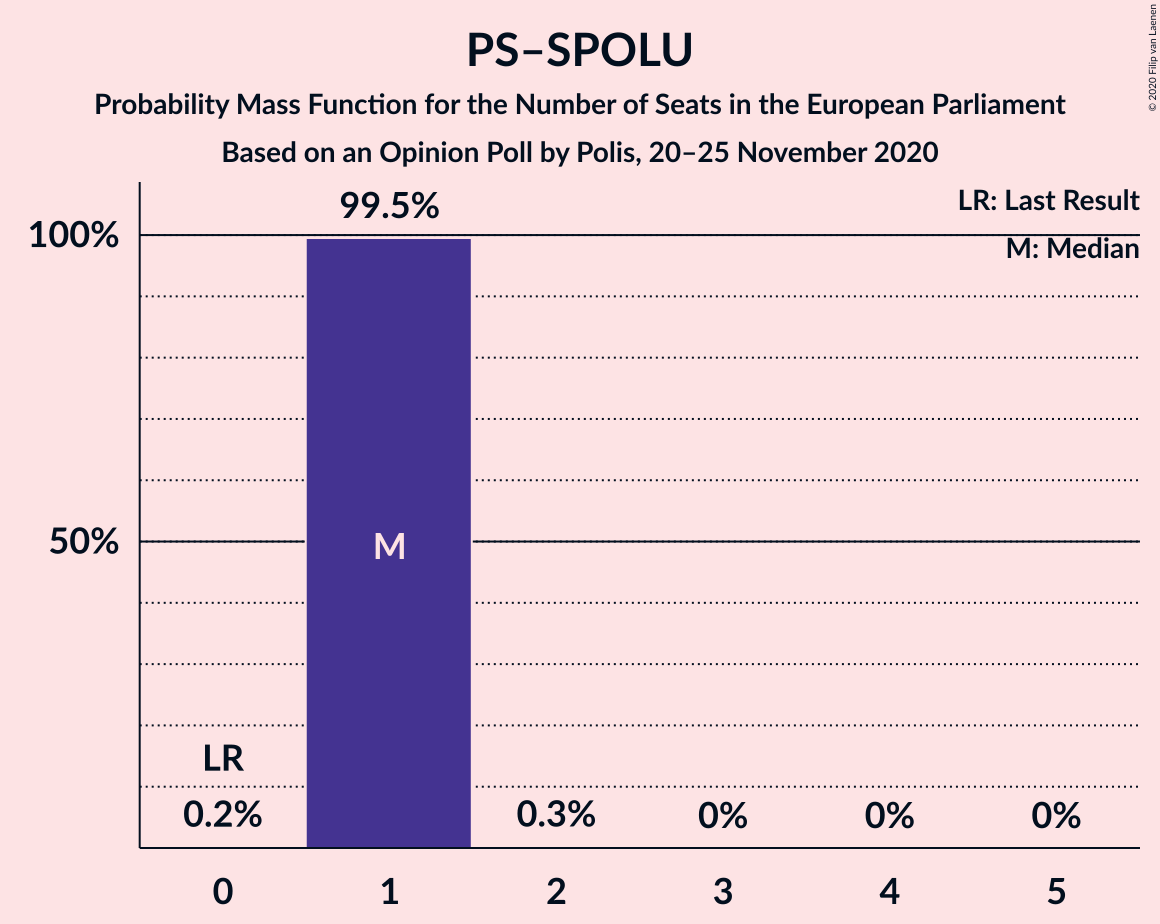 PS–SPOLU
Probability Mass Function for the Number of Seats in the European Parliament
Based on an Opinion Poll by Polis, 20–25 November 2020
© 2020 Filip van Laenen
LR: Last Result
M: Median
100%
50%
99.5%
M
LR
0.2%
0.3%
0%
0%
0%
0
1
2
3
4
5